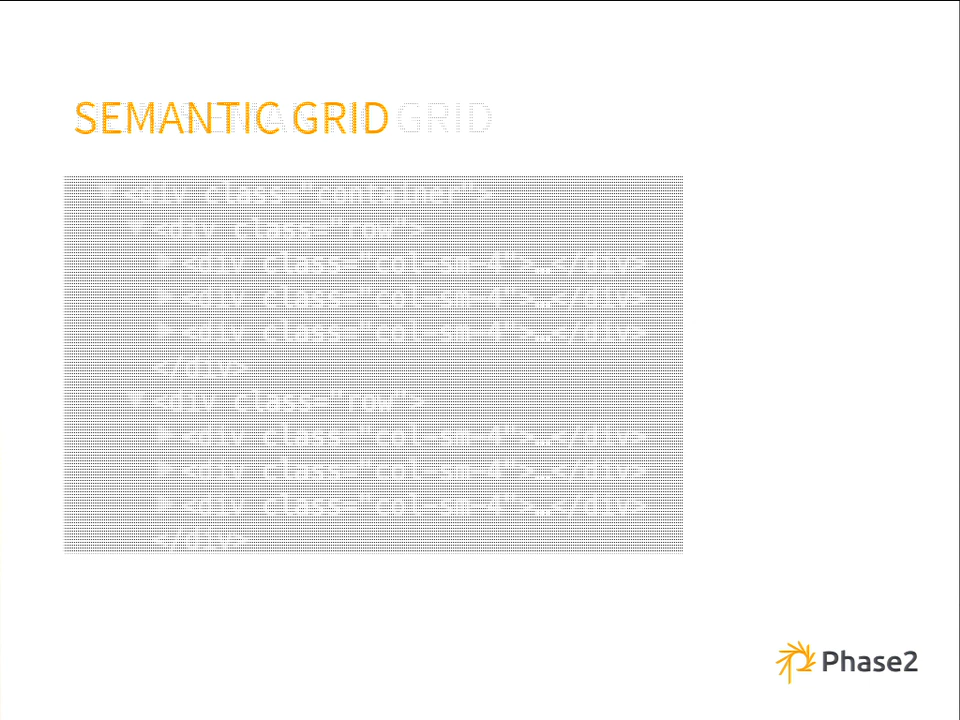 SEMANTIC GRID
GRID
▼<div class="container">
▼<div class="row">
▶<div class="col-sm-4">…</div>
▶<div class="col-sm-4">…</div>
▶<div class="col-sm-4">…</div>
</div>
▼<div class="row">
▶<div class="col-sm-4">…</div>
▶<div class="col-sm-4">…</div>
▶<div class="col-sm-4">…</div>
</div>
Phase2